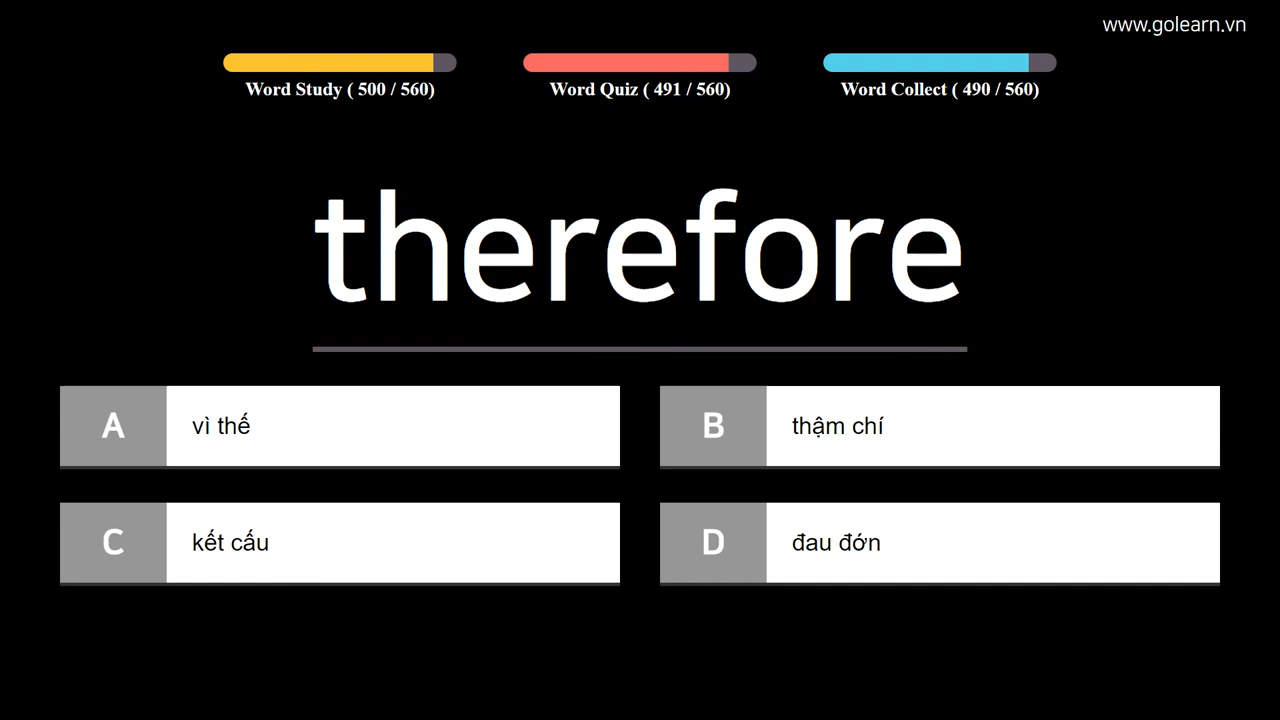 www.golearn.vn
Word Study ( 500 / 560)
Word Quiz ( 491 / 560)
Word Collect ( 490 / 560)
therefore
A vì thế
B thậm chí
C kết cấu
D đau đớn